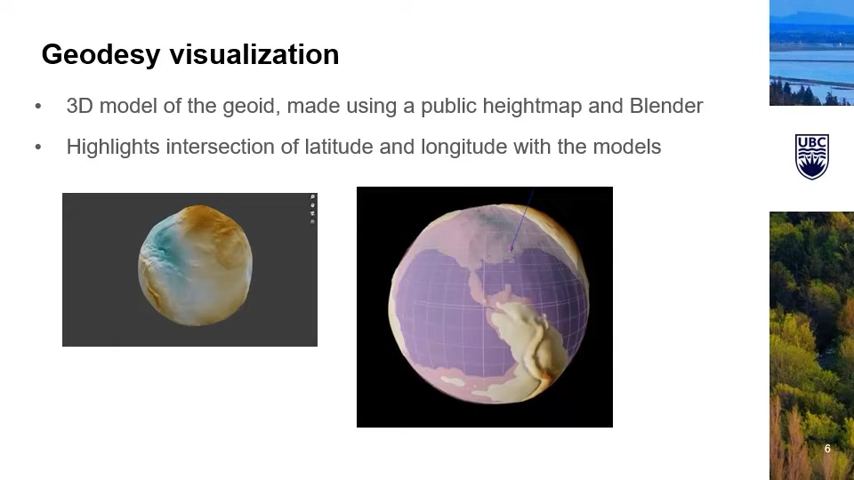 Geodesy visualization
• 3D model of the geoid, made using a public heightmap and Blender
• Highlights intersection of latitude and longitude with the models
UBC
6